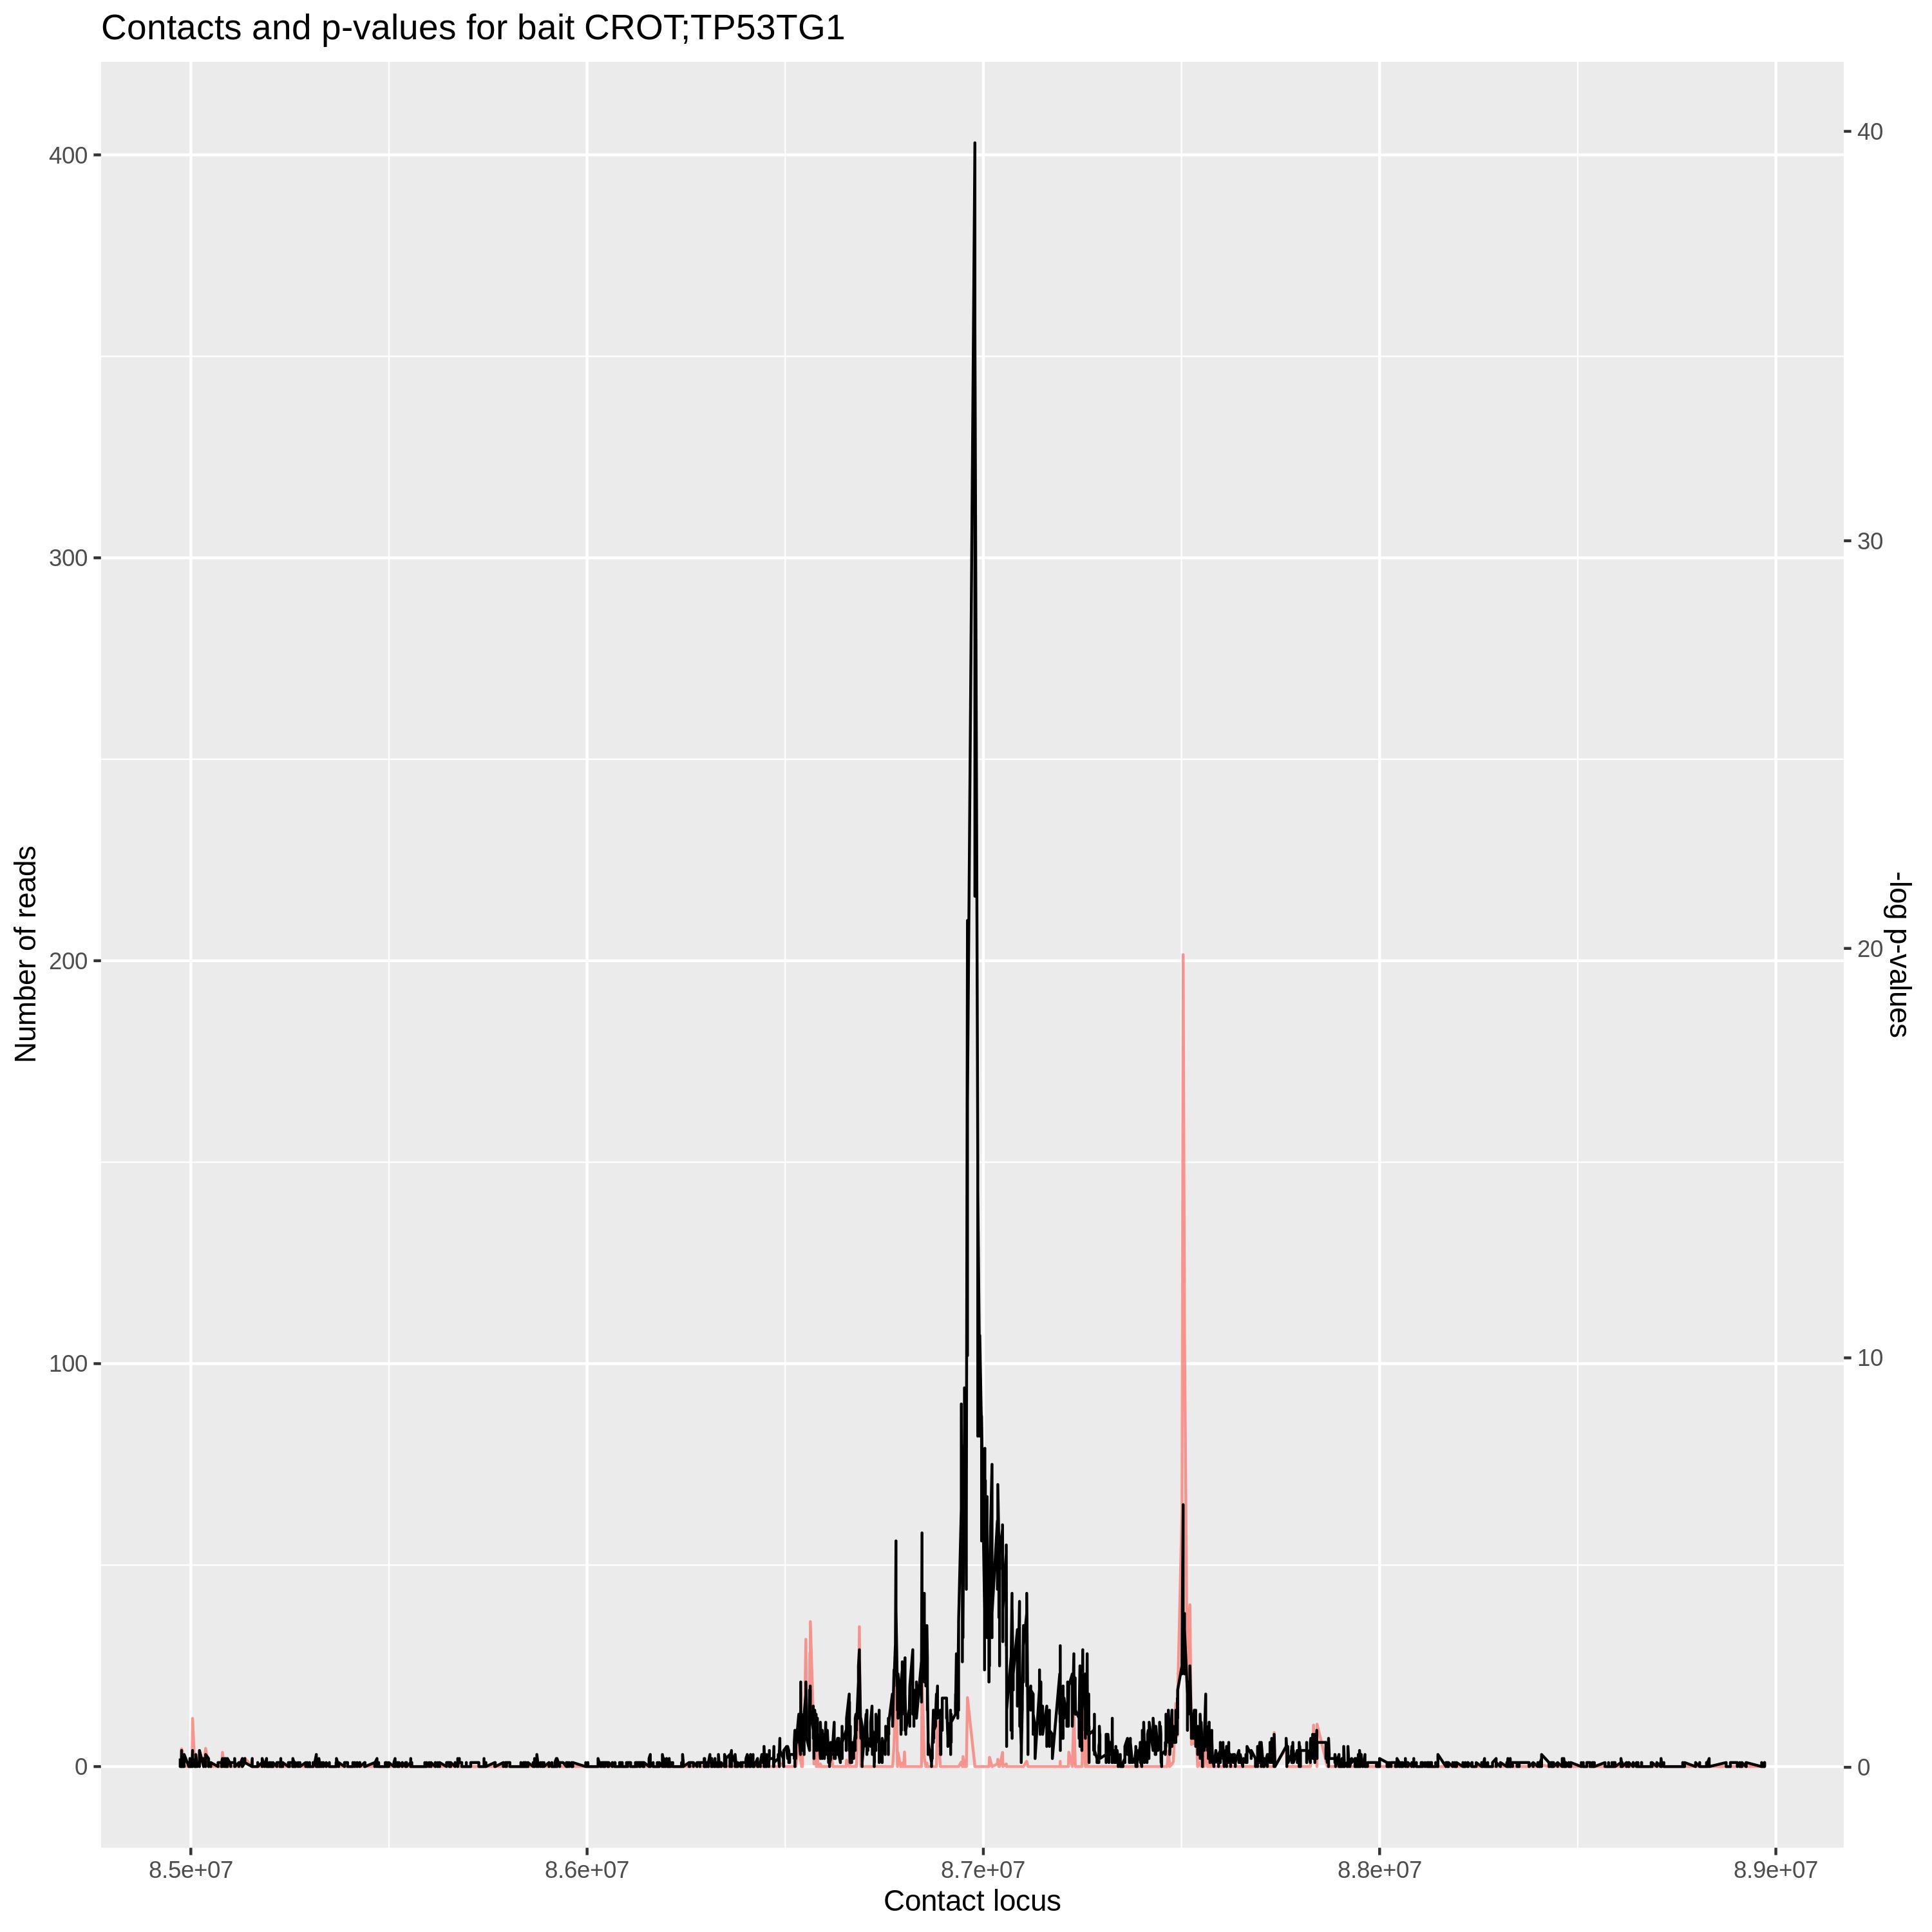 Contacts and p-values for bait CROT;TP53TG1
400
300
200
100
0
Number of reads
40
30
20
10
0
-log p-values
8.5e+07 8.6e+07 8.7e+07 8.8e+07 8.9e+07
Contact locus